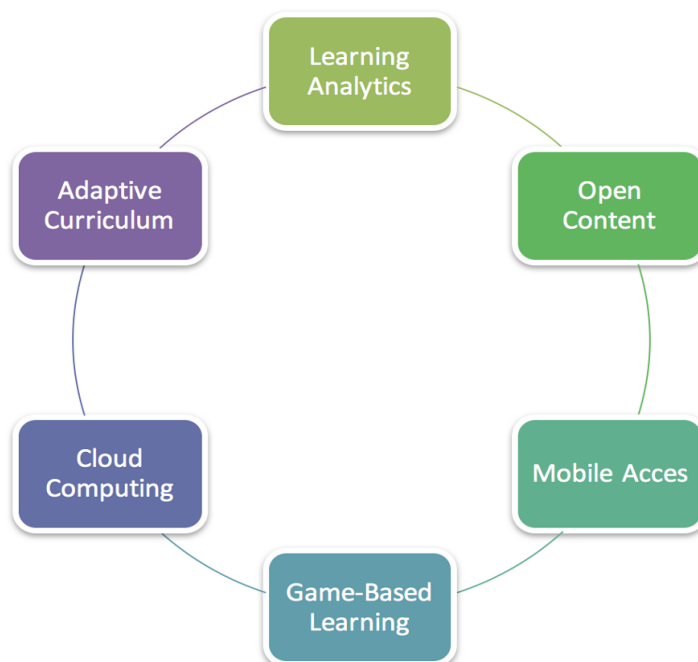 Learning
Analytics
Open
Content
Mobile Acces
Game-Based
Learning
Cloud
Computing
Adaptive
Curriculum